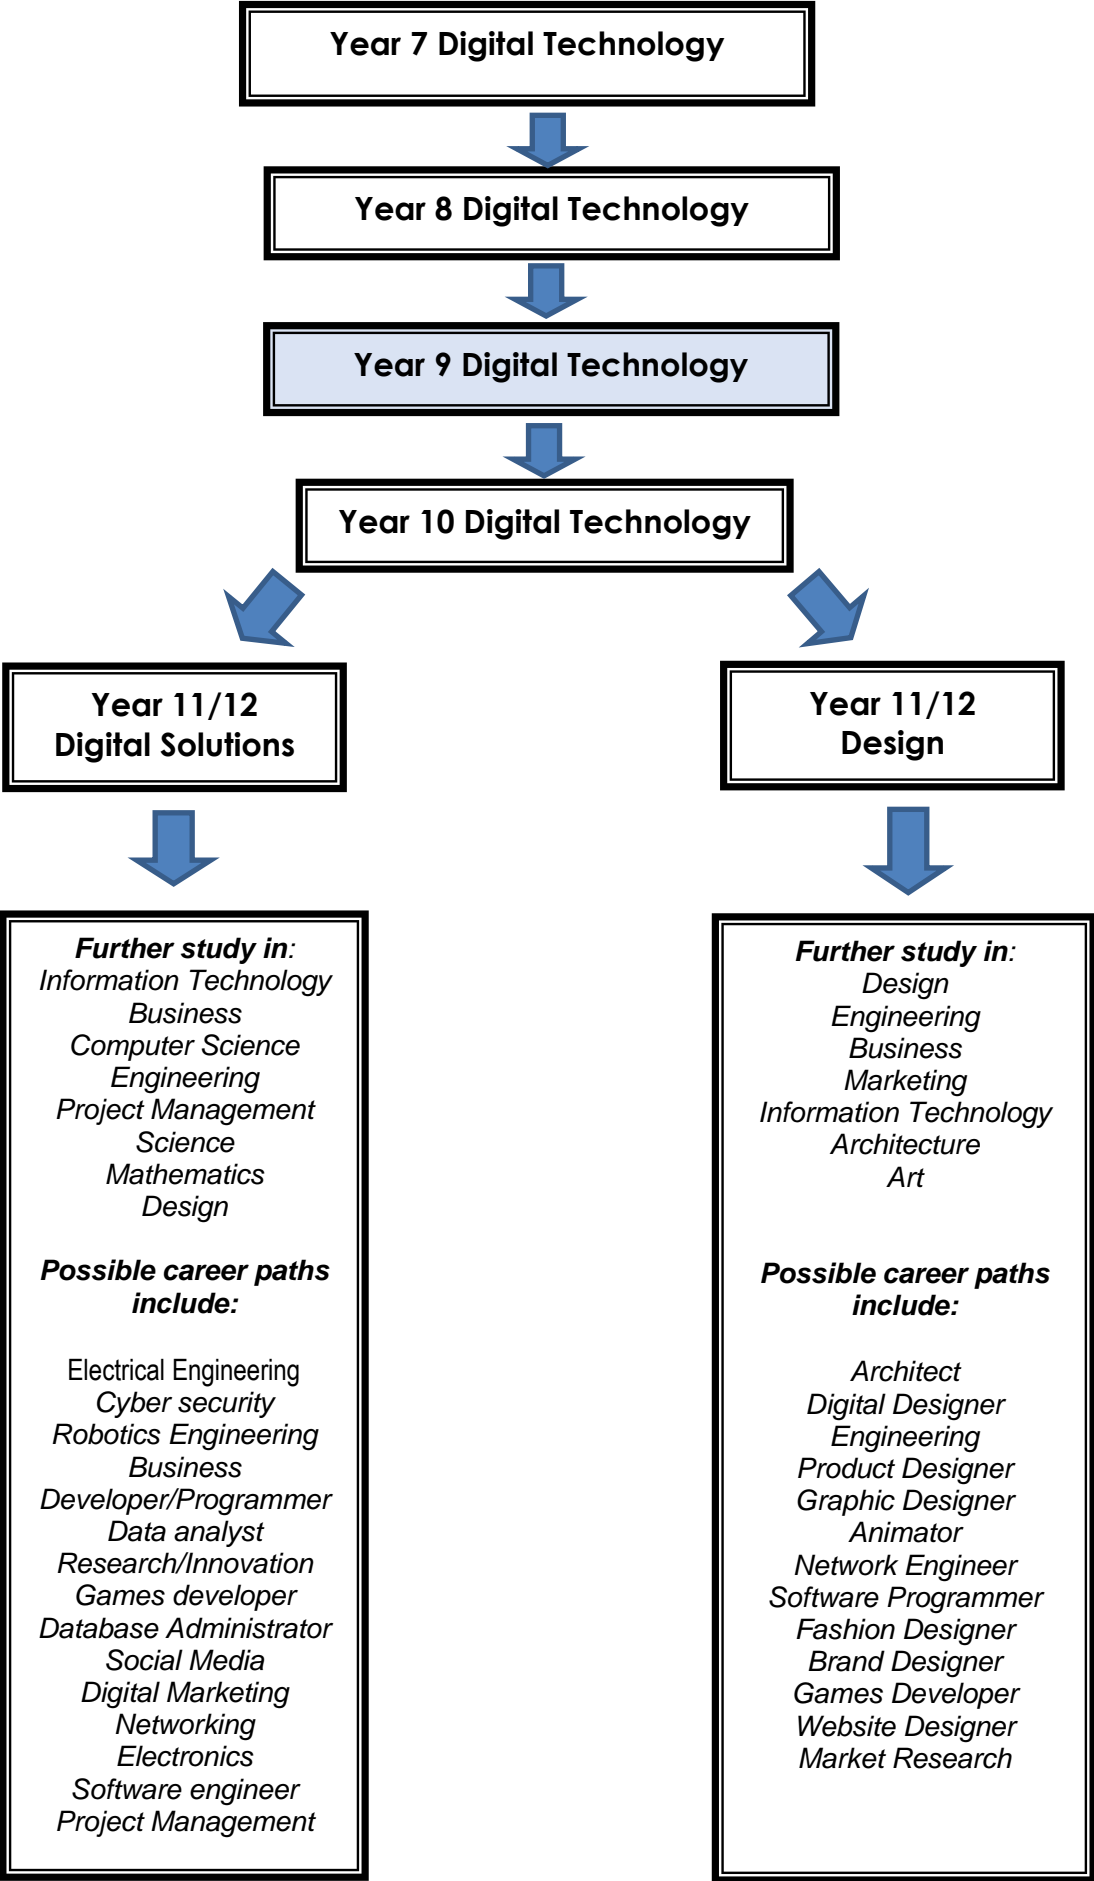 Year 7 Digital Technology
Year 8 Digital Technology
Year 9 Digital Technology
Year 10 Digital Technology
Year 11/12
Digital Solutions
Year 11/12
Design
Further study in:
Information Technology
Business
Computer Science
Engineering
Project Management
Science
Mathematics
Design
Possible career paths
include:
Electrical Engineering
Cyber security
Robotics Engineering
Business
Developer/Programmer
Data analyst
Research/Innovation
Games developer
Database Administrator
Social Media
Digital Marketing
Networking
Electronics
Software engineer
Project Management
Further study in:
Design
Engineering
Business
Marketing
Information Technology
Architecture
Art
Possible career paths
include:
Architect
Digital Designer
Engineering
Product Designer
Graphic Designer
Animator
Network Engineer
Software Programmer
Fashion Designer
Brand Designer
Games Developer
Website Designer
Market Research